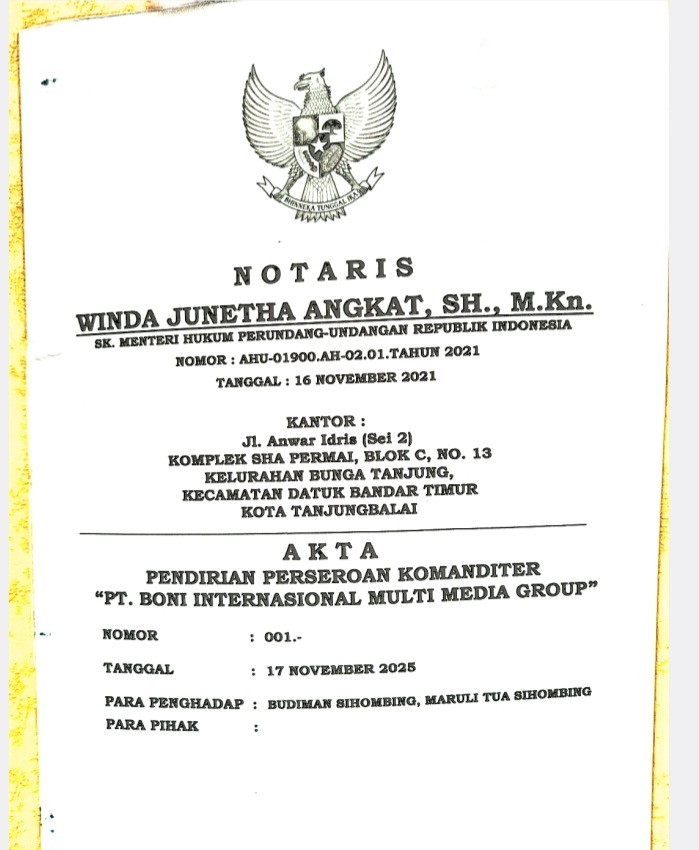 BHINNEKA TUNGGAL IKA
NOTARIS
WINDA JUNETHA ANGKAT, SH., M.Kn.
SK. MENTERI HUKUM PERUNDANG-UNDANGAN REPUBLIK INDONESIA
NOMOR : AHU-01900.AH-02.01.TAHUN 2021
TANGGAL : 16 NOVEMBER 2021
KANTOR :
Jl. Anwar Idris (Sei 2)
KOMPLEK SHA PERMAI, BLOK C, NO. 13
KELURAHAN BUNGA TANJUNG,
KECAMATAN DATUK BANDAR TIMUR
KOTA TANJUNGBALAI
AKTA
PENDIRIAN PERSEROAN KOMANDITER
“PT. BONI INTERNASIONAL MULTI MEDIA GROUP”
NOMOR : 001.-
TANGGAL : 17 NOVEMBER 2025
PARA PENGHADAP : BUDIMAN SIHOMBING, MARULI TUA SIHOMBING
PARA PIHAK :